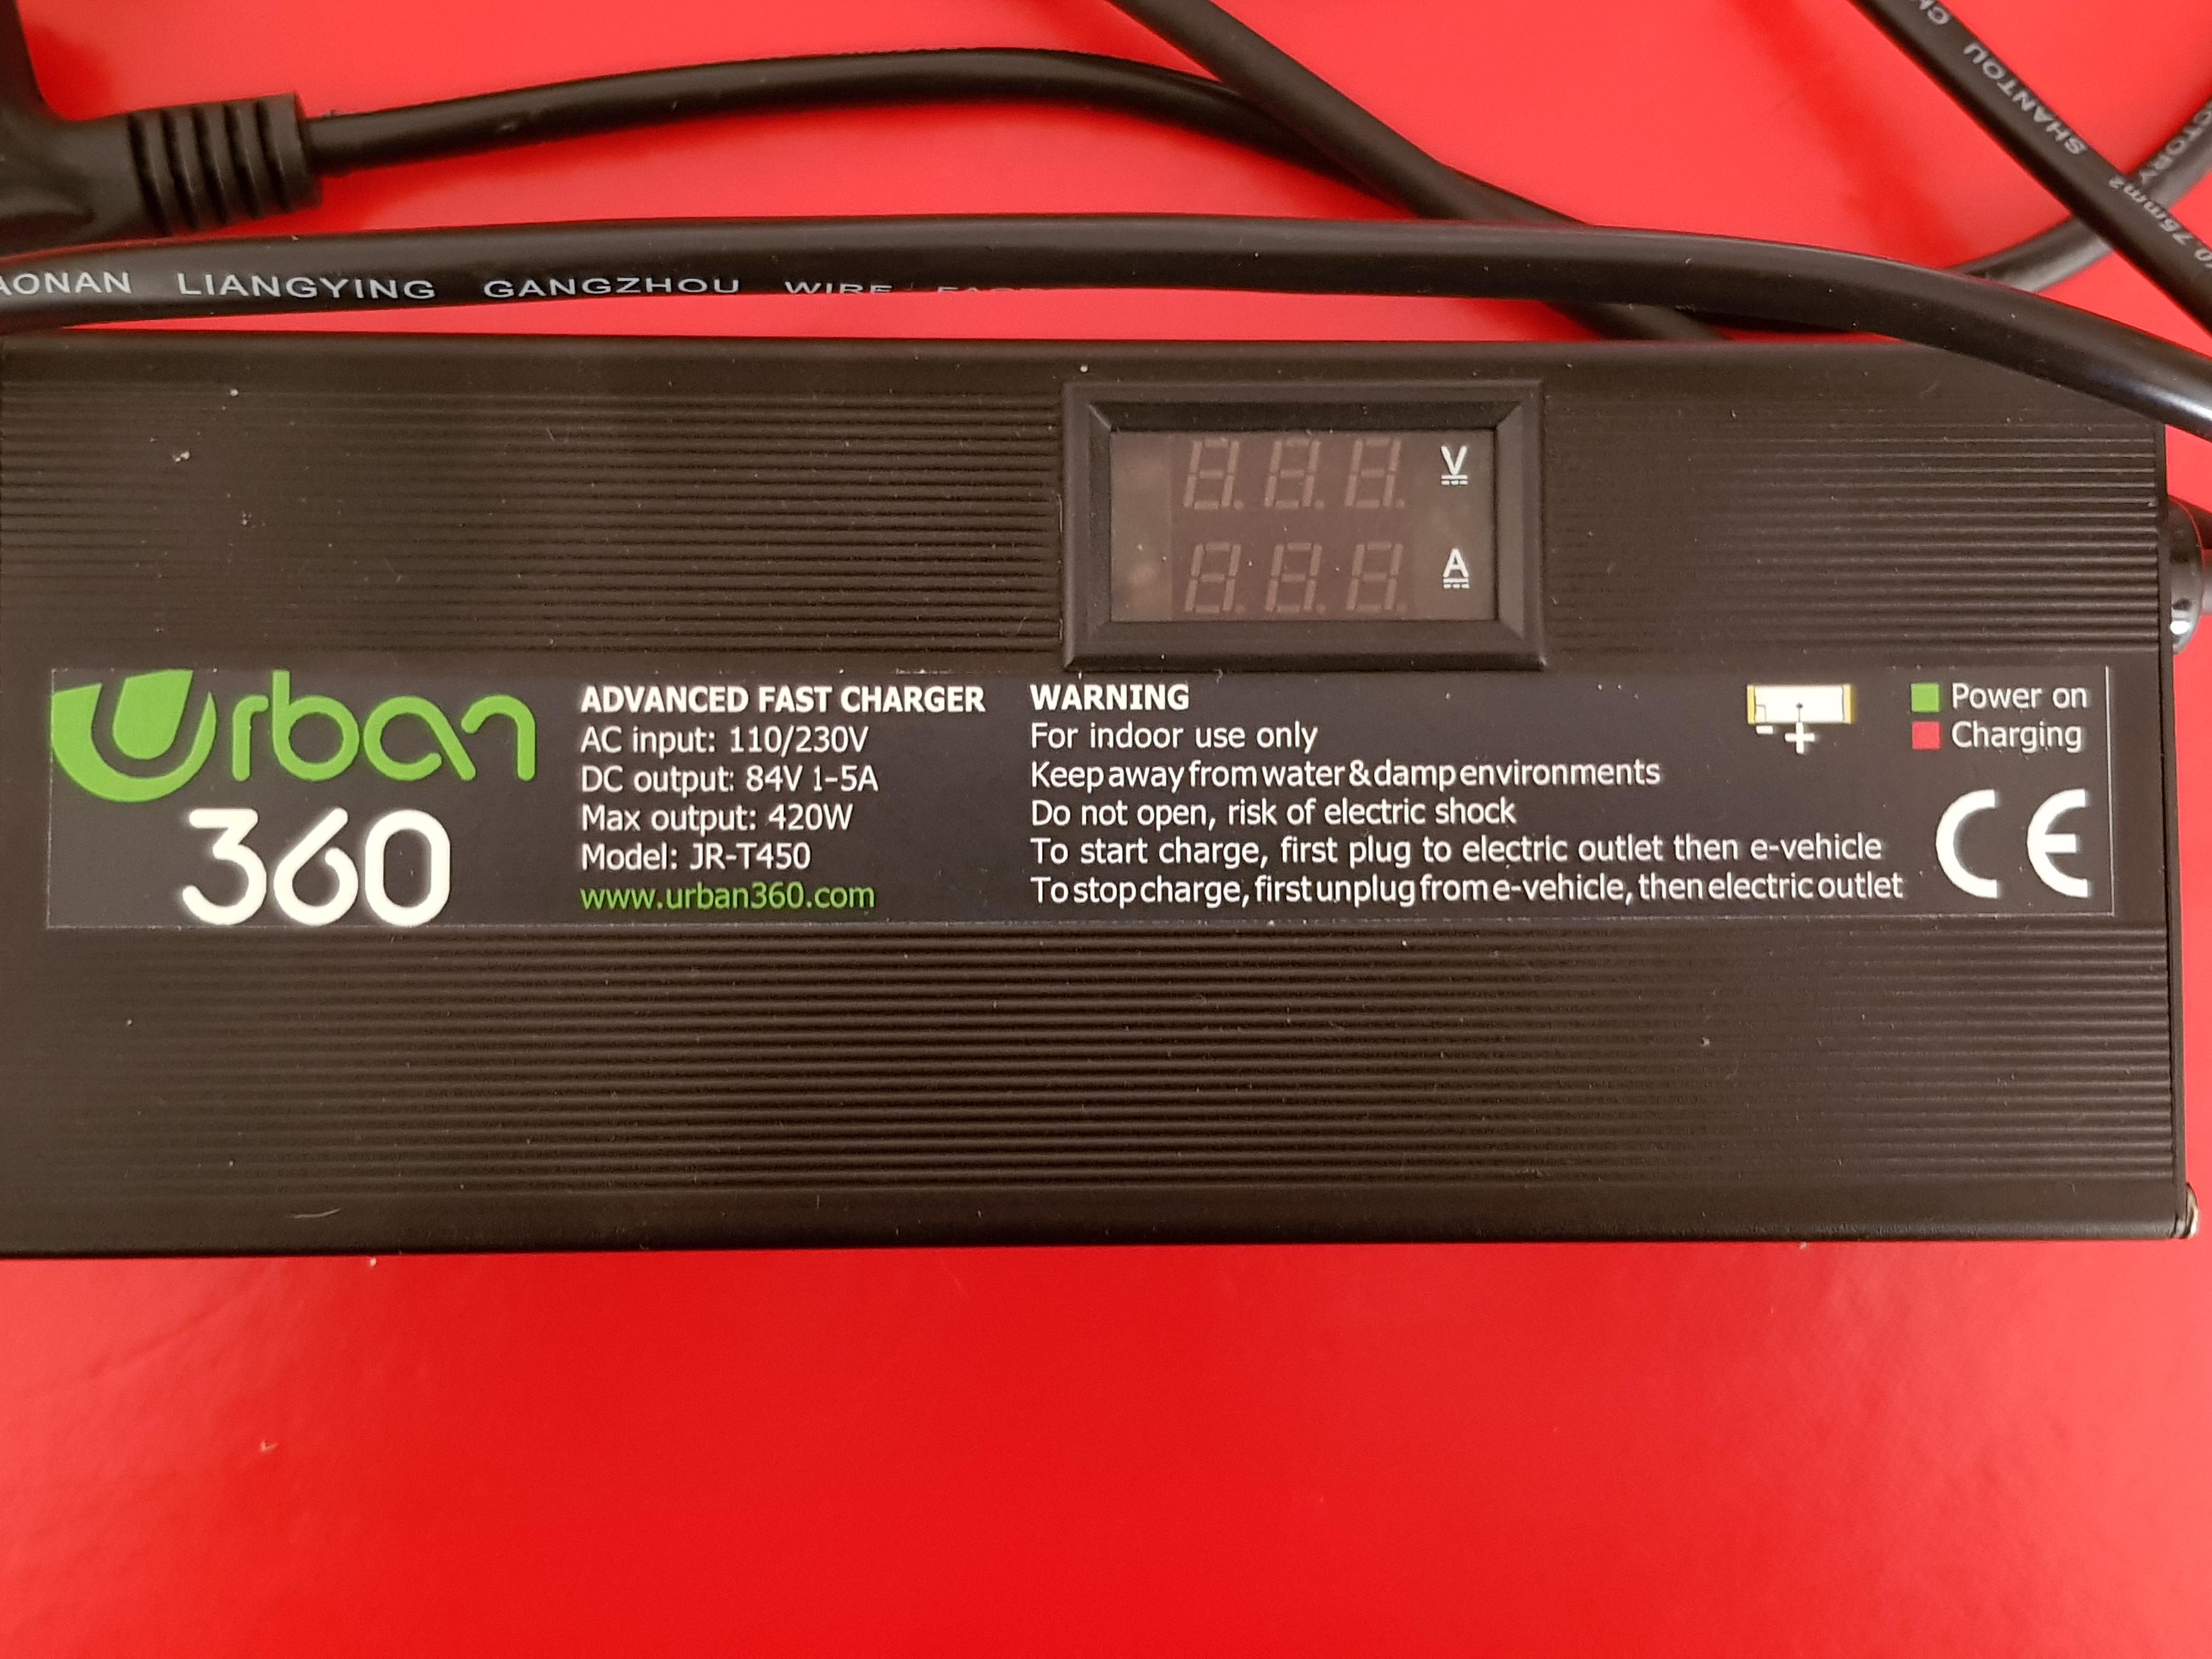 SHANTOU
0.75mm²
LIANGYING GANGZHOU WIRE
V
A
Urban
360
ADVANCED FAST CHARGER
AC input: 110/230V
DC output: 84V 1-5A
Max output: 420W
Model: JR-T450
www.urban360.com
WARNING
For indoor use only
Keep away from water & damp environments
Do not open, risk of electric shock
To start charge, first plug to electric outlet then e-vehicle
To stop charge, first unplug from e-vehicle, then electric outlet
- +
Power on
Charging
CE